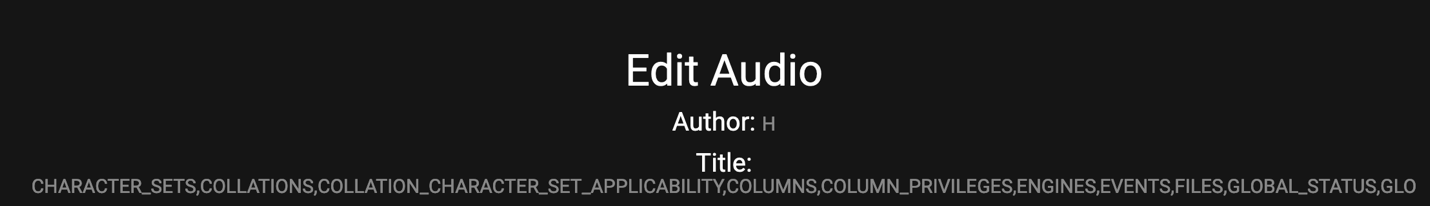 Edit Audio
Author: H
Title:
CHARACTER_SETS,COLLATIONS,COLLATION_CHARACTER_SET_APPLICABILITY,COLUMNS,COLUMN_PRIVILEGES,ENGINES,EVENTS,FILES,GLOBAL_STATUS,GLO